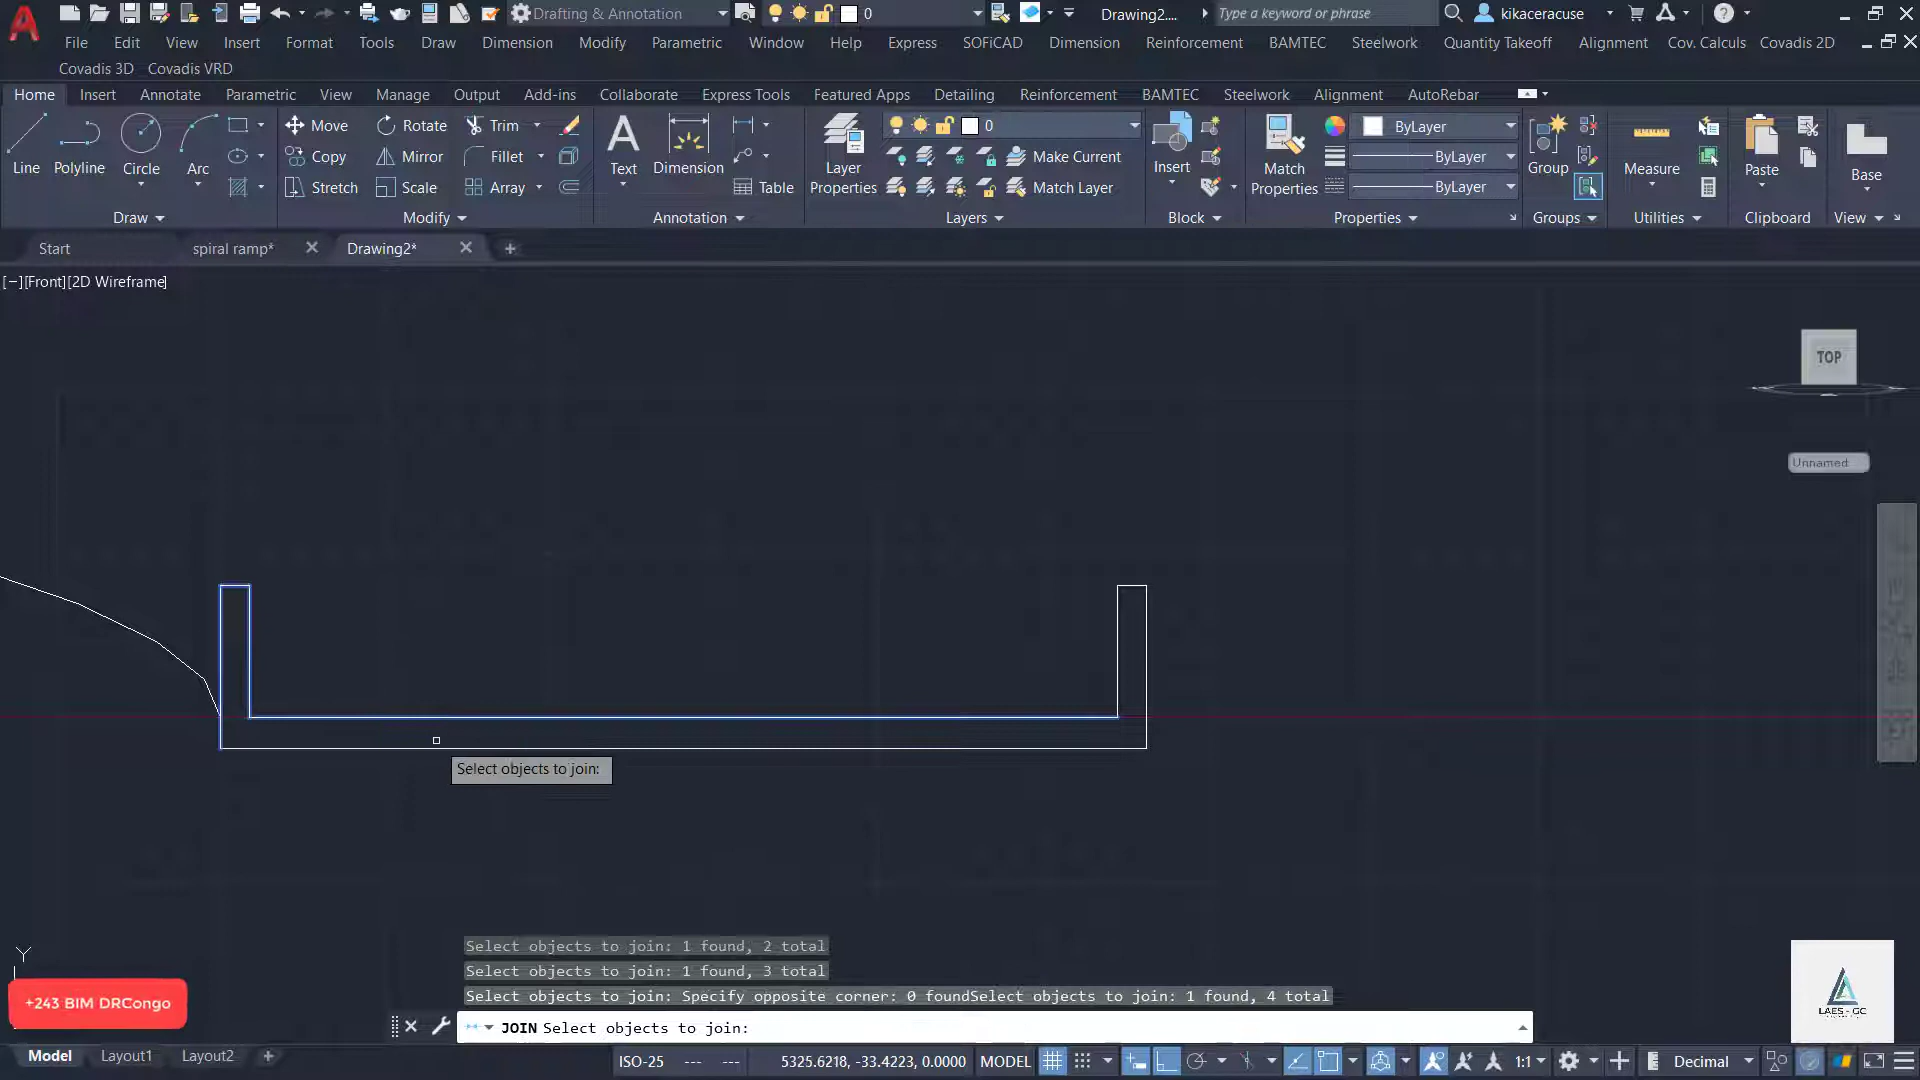 Drafting & Annotation
0
Drawing2....
Type a keyword or phrase
kikaceracuse
File Edit View Insert Format Tools Draw Dimension Modify Parametric Window Help Express SOFiCAD Dimension Reinforcement BAMTEC Steelwork Quantity Takeoff Alignment Cov. Calculs Covadis 2D
Covadis 3D Covadis VRD
Home Insert Annotate Parametric View Manage Output Add-ins Collaborate Express Tools Featured Apps Detailing Reinforcement BAMTEC Steelwork Alignment AutoRebar
Line Polyline Circle Arc
Move Rotate Trim
Copy Mirror Fillet
Stretch Scale Array
Text Dimension Table
Layer Properties
0
Make Current
Match Layer
Insert
Match Properties
ByLayer
ByLayer
ByLayer
Group
Measure
Paste
Base
Draw Modify Annotation Layers Block Properties Groups Utilities Clipboard View
Start spiral ramp* Drawing2*
[−][Front][2D Wireframe]
TOP
Unnamed
Select objects to join:
Select objects to join: 1 found, 2 total
Select objects to join: 1 found, 3 total
Select objects to join: Specify opposite corner: 0 foundSelect objects to join: 1 found, 4 total
JOIN Select objects to join:
Y
+243 BIM DRCongo
LAES - GC
Model Layout1 Layout2
ISO-25 --- --- 5325.6218, -33.4223, 0.0000 MODEL 1:1 Decimal